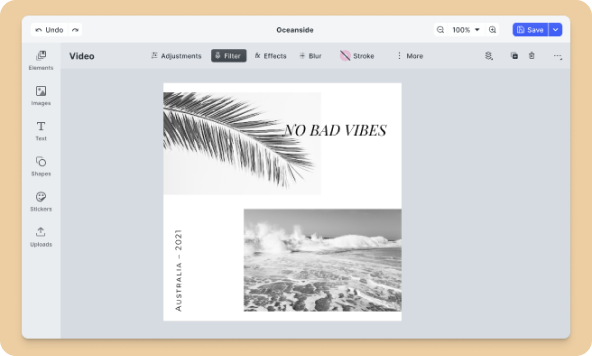 Undo
Oceanside
100%
Save
Video
Adjustments
Filter
fx Effects
Blur
Stroke
More
Elements
Images
Text
Shapes
Stickers
Uploads
NO BAD VIBES
AUSTRALIA – 2021